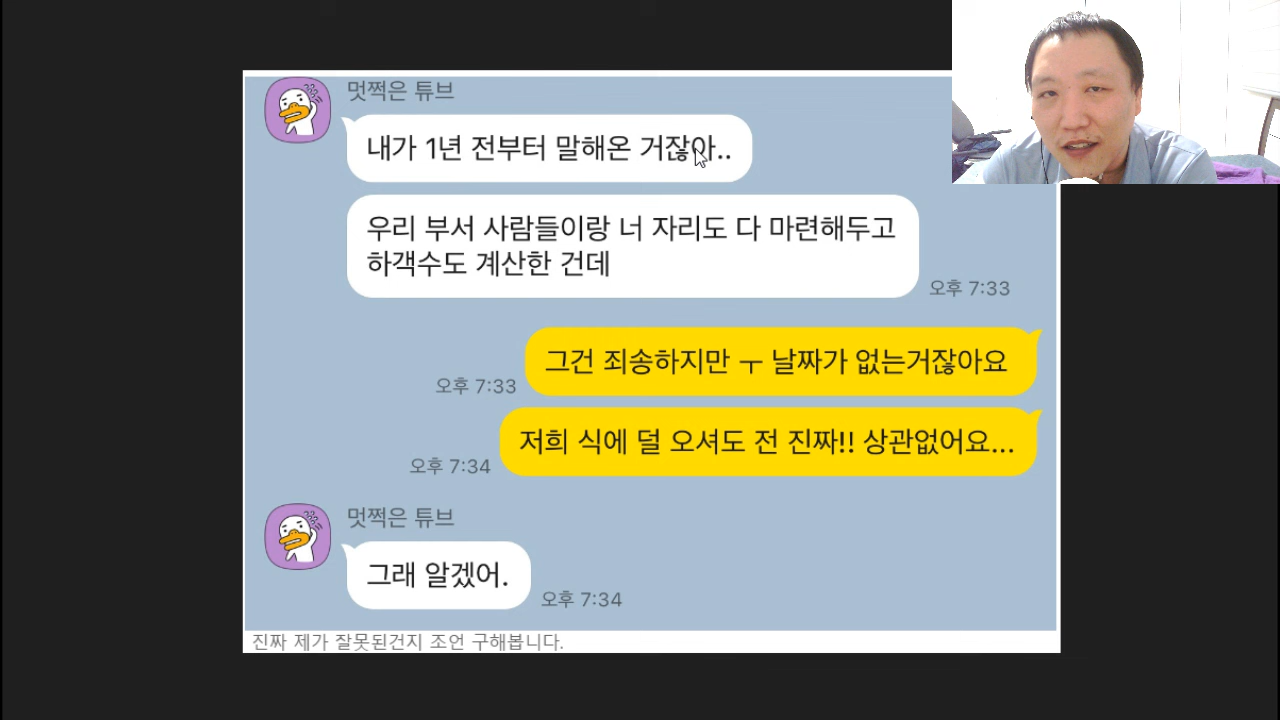 멋쩍은 튜브
내가 1년 전부터 말해온 거잖아..
우리 부서 사람들이랑 너 자리도 다 마련해두고
하객수도 계산한 건데
오후 7:33
그건 죄송하지만 ㅜ 날짜가 없는거잖아요
오후 7:33
저희 식에 덜 오셔도 전 진짜!! 상관없어요...
오후 7:34
멋쩍은 튜브
그래 알겠어.
오후 7:34
진짜 제가 잘못된건지 조언 구해봅니다.